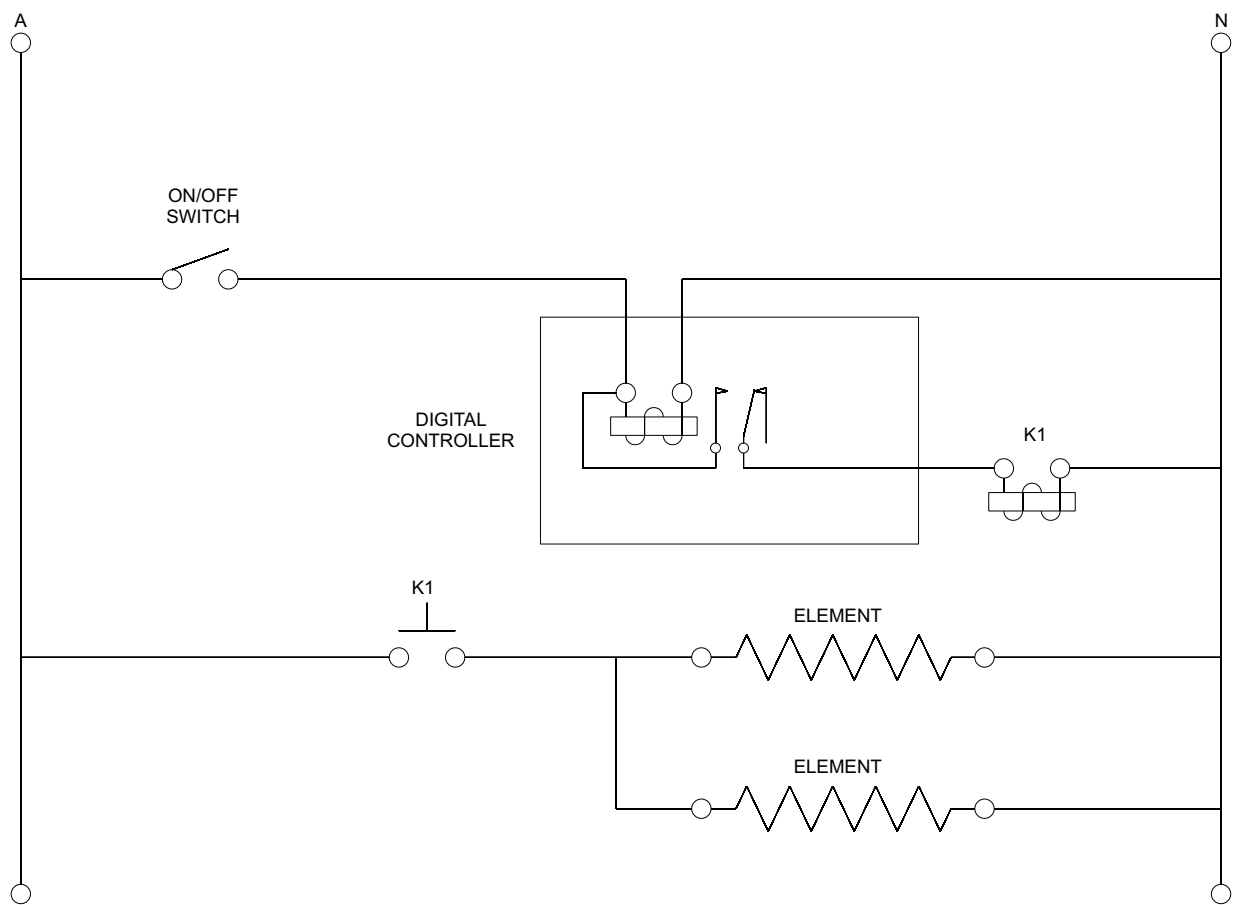 A
N
ON/OFF
SWITCH
DIGITAL
CONTROLLER
K1
K1
ELEMENT
ELEMENT